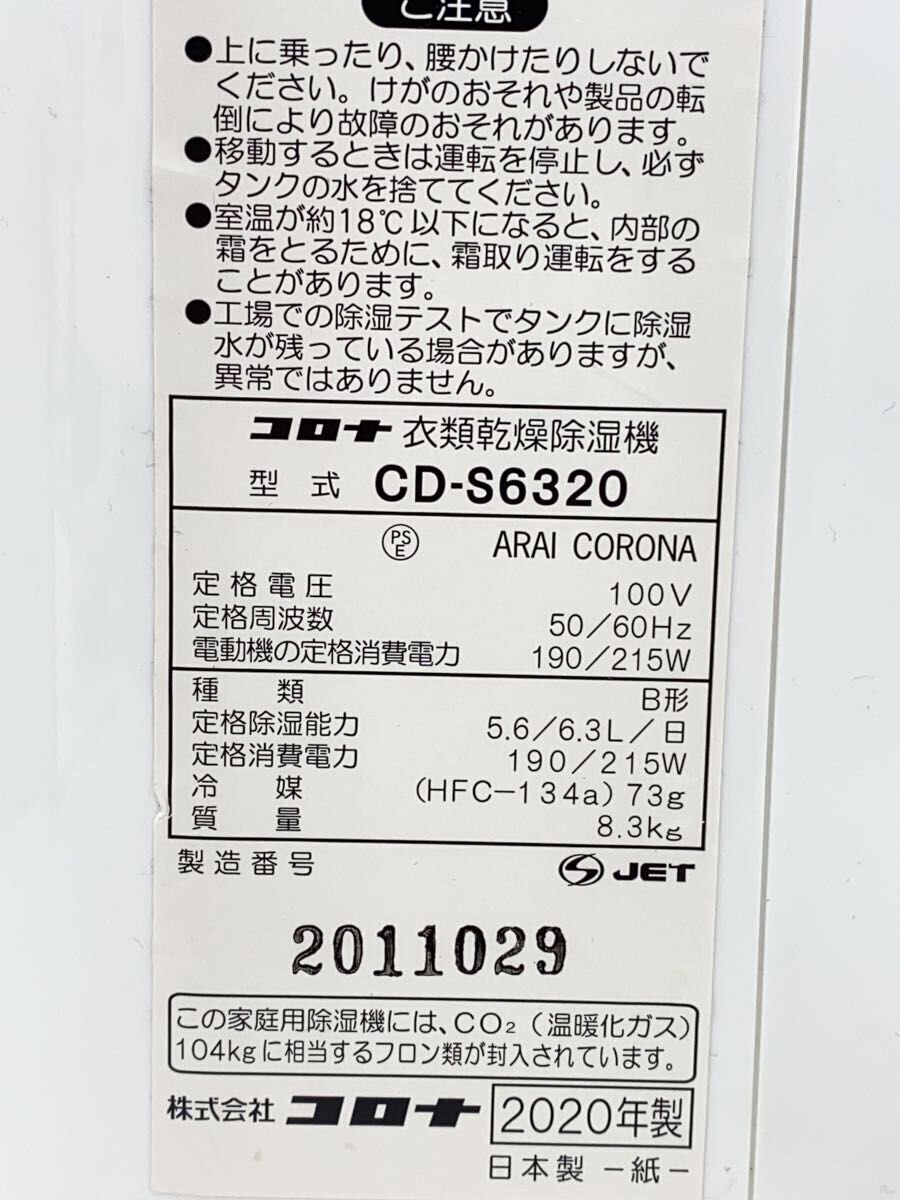 ご注意
●上に乗ったり、腰かけたりしないで
ください。けがのおそれや製品の転
倒により故障のおそれがあります。
●移動するときは運転を停止し、必ず
タンクの水を捨ててください。
●室温が約18℃以下になると、内部の
霜をとるために、霜取り運転をする
ことがあります。
●工場での除湿テストでタンクに除湿
水が残っている場合がありますが、
異常ではありません。
コロナ 衣類乾燥除湿機
型式 CD-S6320
PSE ARAI CORONA
定格電圧 100V
定格周波数 50/60Hz
電動機の定格消費電力 190/215W
種類 B形
定格除湿能力 5.6/6.3L/日
定格消費電力 190/215W
冷媒 (HFC-134a) 73g
質量 8.3kg
製造番号 JET
2011029
この家庭用除湿機には、CO₂(温暖化ガス)
104kgに相当するフロン類が封入されています。
株式会社 コロナ 2020年製
日本製 -紙-